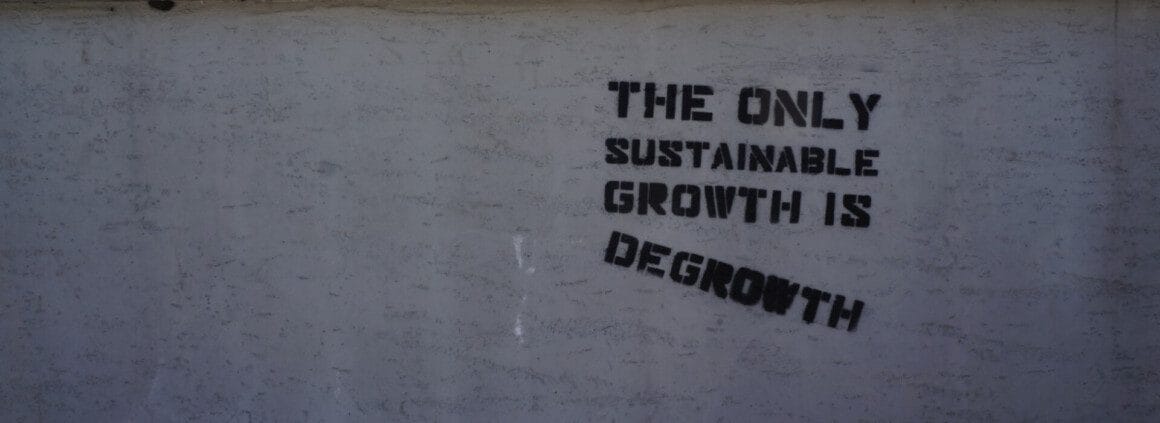 THE ONLY
SUSTAINABLE
GROWTH IS
DEGROWTH